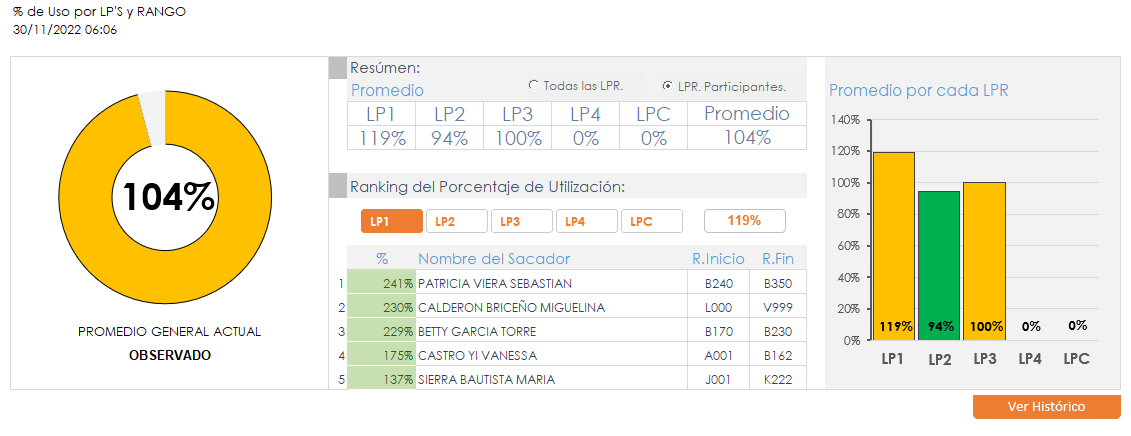 % de Uso por LP'S y RANGO
30/11/2022 06:06
104%
PROMEDIO GENERAL ACTUAL
OBSERVADO
Resúmen:
Promedio
Todas las LPR.
LPR. Participantes.
LP1 LP2 LP3 LP4 LPC Promedio
119% 94% 100% 0% 0% 104%
Ranking del Porcentaje de Utilización:
LP1 LP2 LP3 LP4 LPC 119%
% Nombre del Sacador R.Inicio R.Fin
1 241% PATRICIA VIERA SEBASTIAN B240 B350
2 230% CALDERON BRICEÑO MIGUELINA L000 V999
3 229% BETTY GARCIA TORRE B170 B230
4 175% CASTRO YI VANESSA A001 B162
5 137% SIERRA BAUTISTA MARIA J001 K222
Promedio por cada LPR
140%
120%
100%
80%
60%
40%
20%
0%
119% 94% 100% 0% 0%
LP1 LP2 LP3 LP4 LPC
Ver Histórico